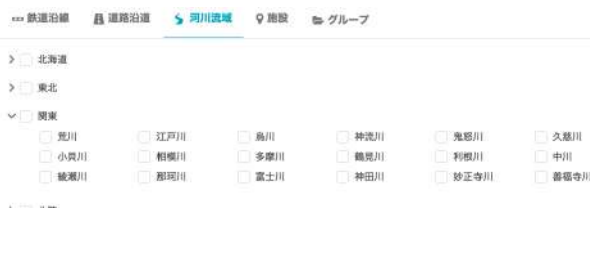 鉄道沿線 道路沿道 河川流域 施設 グループ
北海道
東北
関東
荒川 江戸川 烏川 神流川 鬼怒川 久慈川
小貝川 相模川 多摩川 鶴見川 利根川 中川
綾瀬川 那珂川 富士川 神田川 妙正寺川 善福寺川